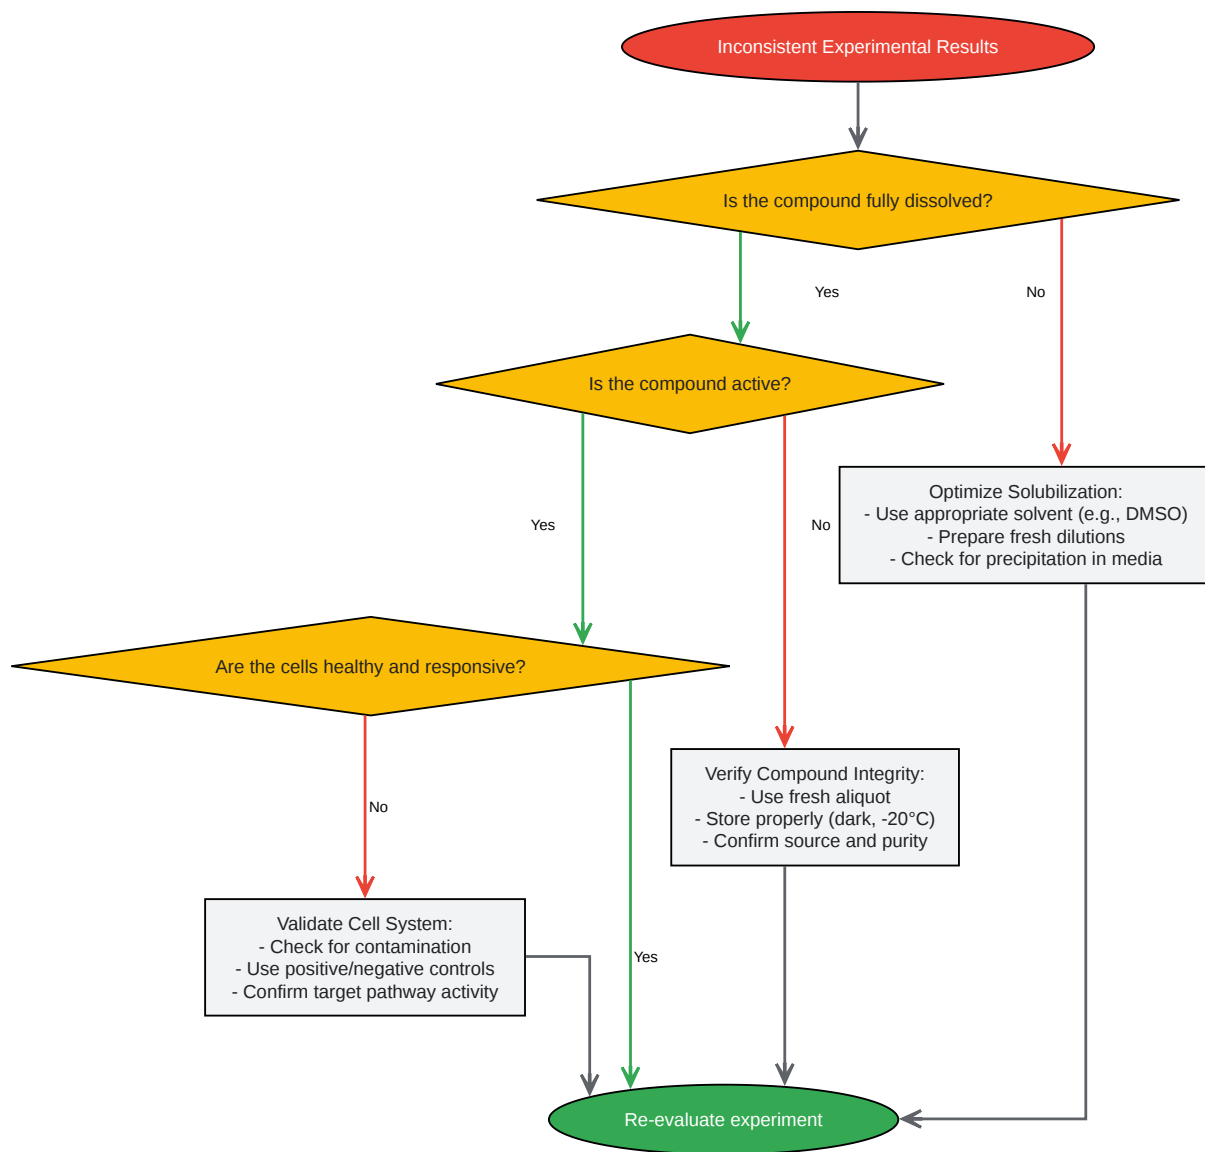 Inconsistent Experimental Results
Is the compound fully dissolved?
Yes
No
Is the compound active?
Yes
No
Optimize Solubilization:
- Use appropriate solvent (e.g., DMSO)
- Prepare fresh dilutions
- Check for precipitation in media
Are the cells healthy and responsive?
No
Yes
Verify Compound Integrity:
- Use fresh aliquot
- Store properly (dark, -20°C)
- Confirm source and purity
Validate Cell System:
- Check for contamination
- Use positive/negative controls
- Confirm target pathway activity
Re-evaluate experiment